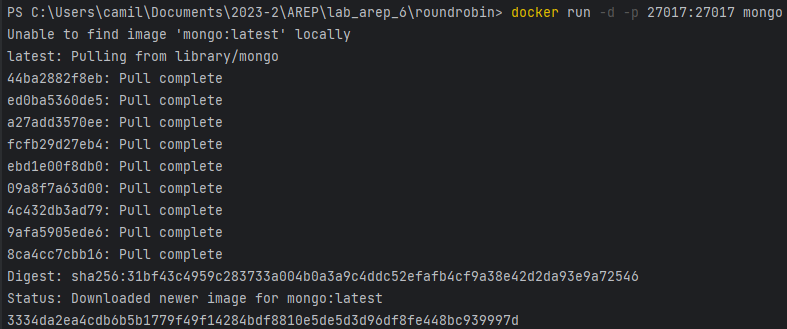 PS C:\Users\camil\Documents\2023-2\AREP\lab_arep_6\roundrobin> docker run -d -p 27017:27017 mongo
Unable to find image 'mongo:latest' locally
latest: Pulling from library/mongo
44ba2882f8eb: Pull complete
ed0ba5360de5: Pull complete
a27add3570ee: Pull complete
fcfb29d27eb4: Pull complete
ebd1e00f8db0: Pull complete
09a8f7a63d00: Pull complete
4c432db3ad79: Pull complete
9afa5905ede6: Pull complete
8ca4cc7cbb16: Pull complete
Digest: sha256:31bf43c4959c283733a004b0a3a9c4ddc52efafb4cf9a38e42d2da93e9a72546
Status: Downloaded newer image for mongo:latest
3334da2ea4cdb6b5b1779f49f14284bdf8810e5de5d3d96df8fe448bc939997d